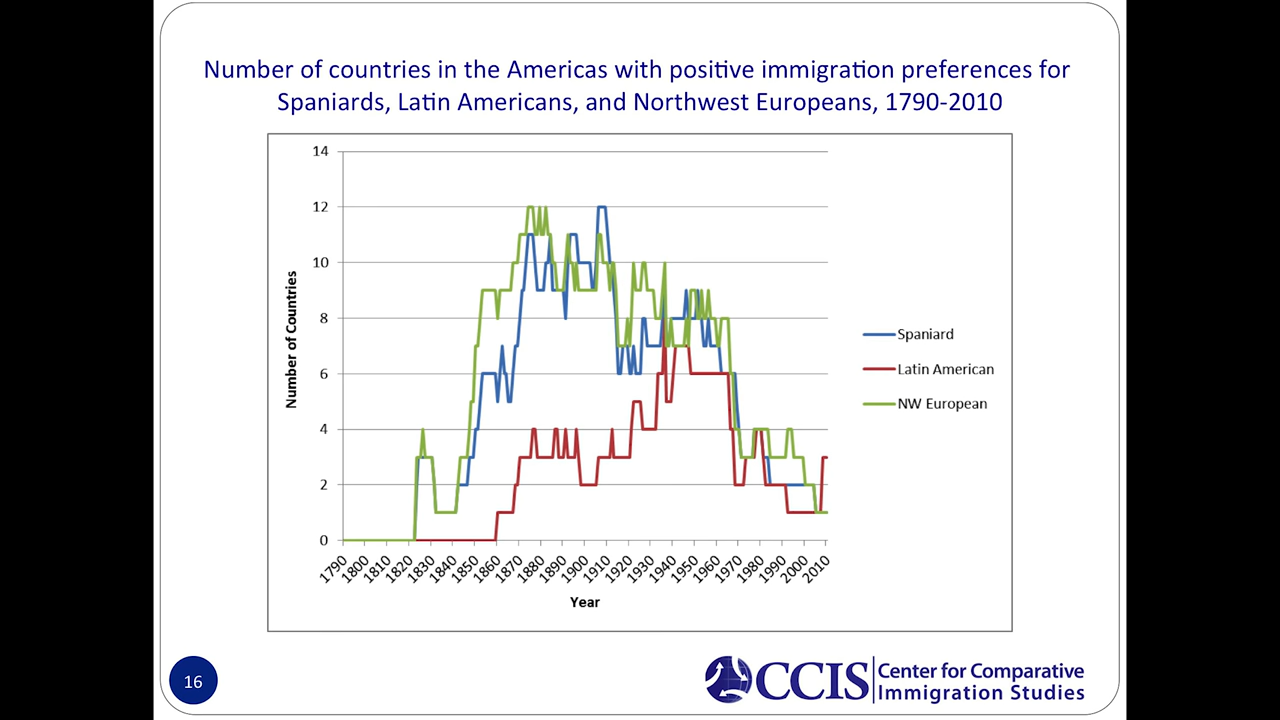 Number of countries in the Americas with positive immigration preferences for
Spaniards, Latin Americans, and Northwest Europeans, 1790-2010
14
12
10
8
6
4
2
0
Number of Countries
1790 1800 1810 1820 1830 1840 1850 1860 1870 1880 1890 1900 1910 1920 1930 1940 1950 1960 1970 1980 1990 2000 2010
Year
Spaniard
Latin American
NW European
16
CCIS
Center for Comparative
Immigration Studies